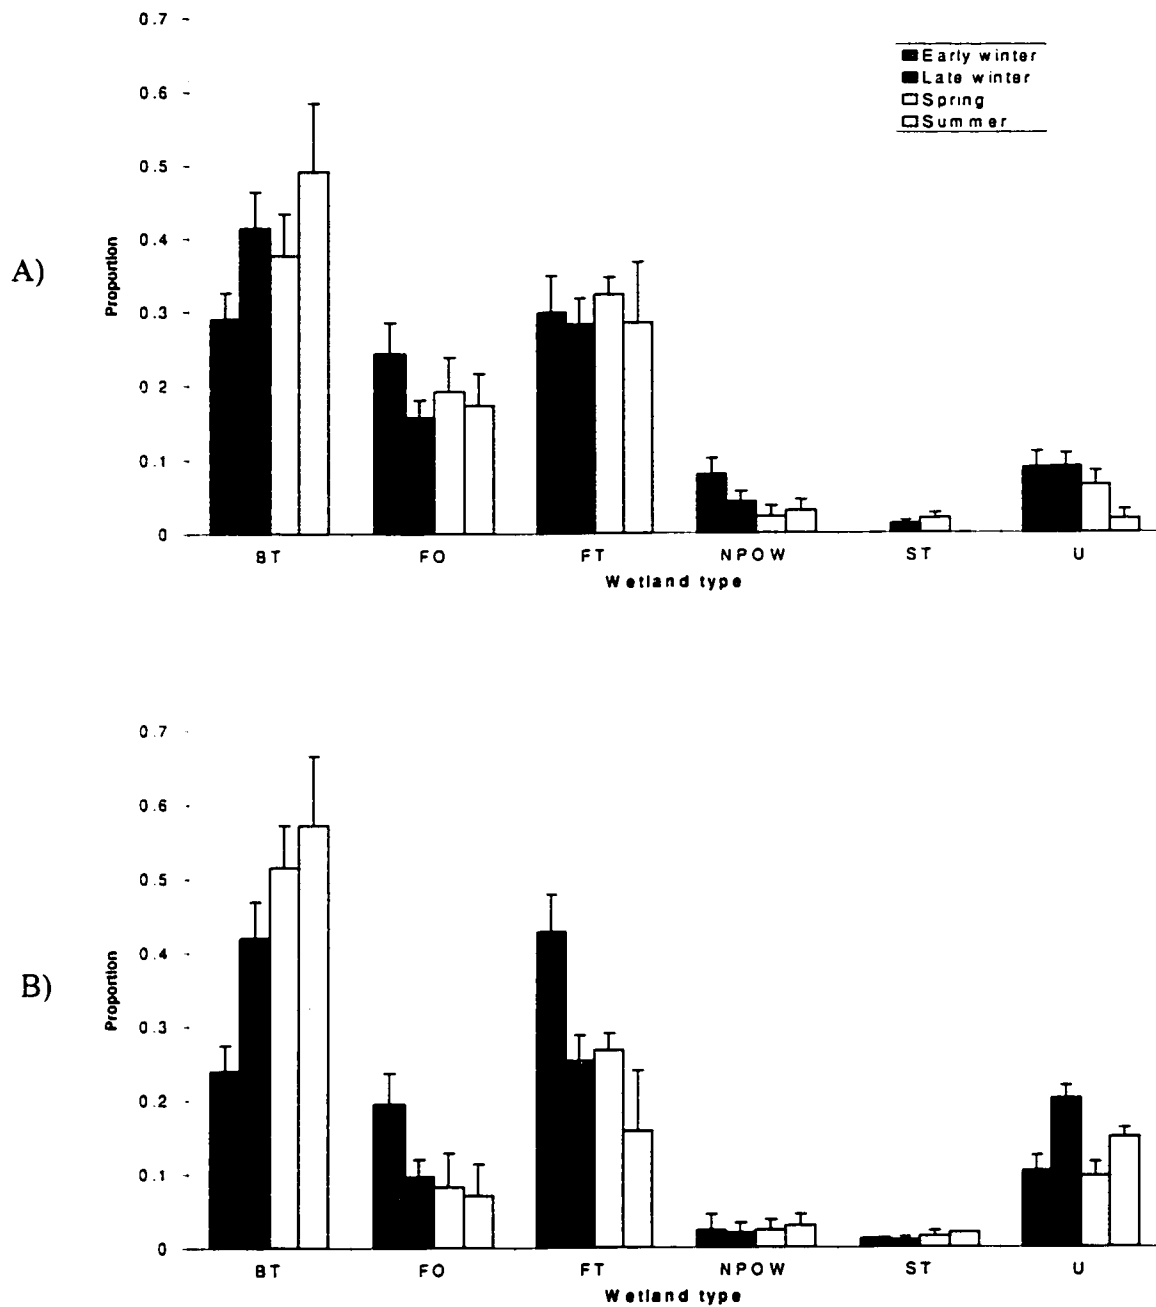 0.7
Early winter
Late winter
Spring
Summer
0.6
0.5
0.4
0.3
0.2
0.1
0
Proportion
A)
BT FO FT NPOW ST U
Wetland type
0.7
0.6
0.5
0.4
0.3
0.2
0.1
0
Proportion
B)
BT FO FT NPOW ST U
Wetland type